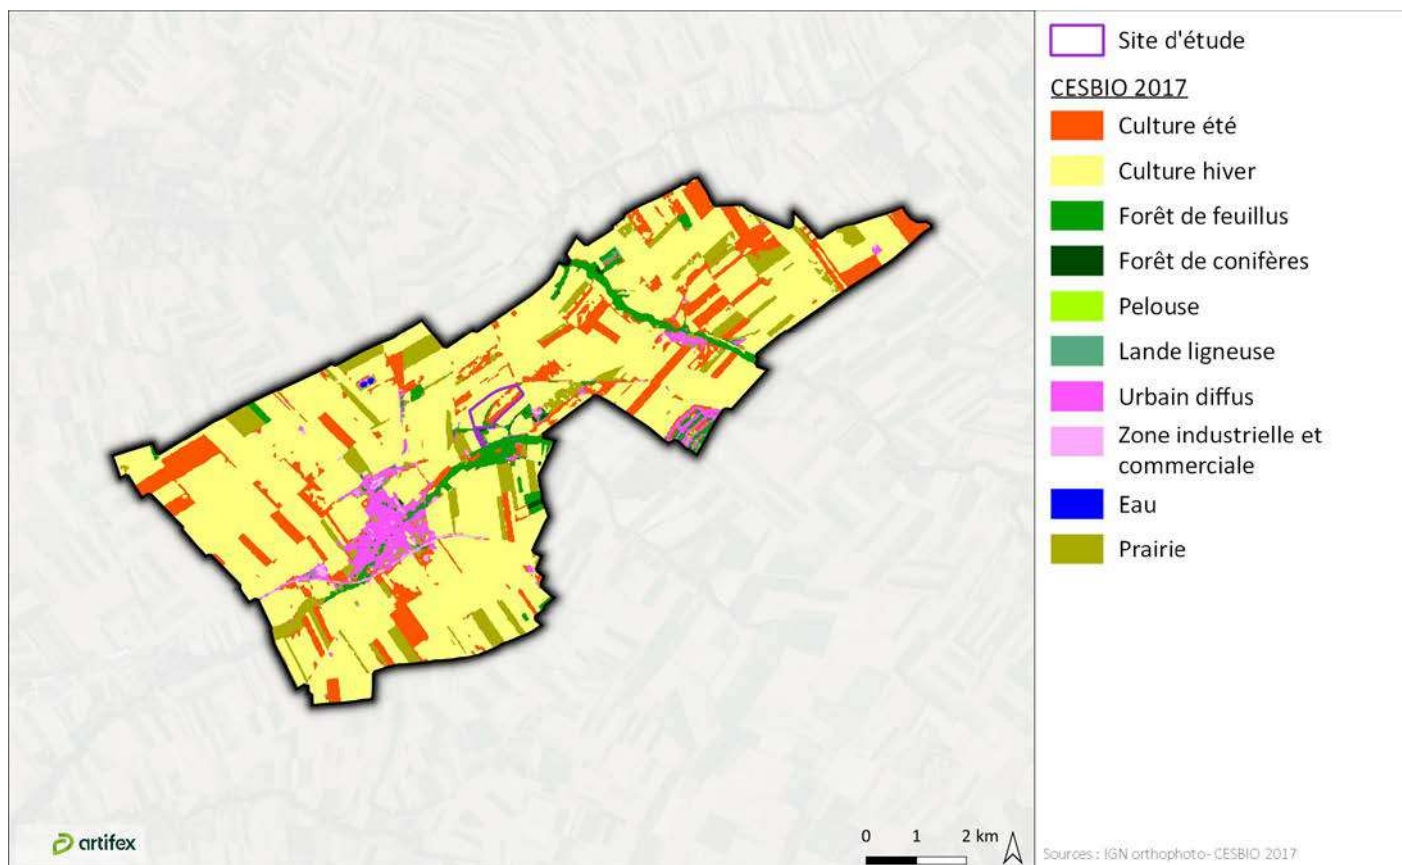 Site d'étude
CESBIO 2017
Culture été
Culture hiver
Forêt de feuillus
Forêt de conifères
Pelouse
Lande ligneuse
Urbain diffus
Zone industrielle et
commerciale
Eau
Prairie
artifex
0 1 2 km
Sources : IGN orthophoto- CESBIO 2017